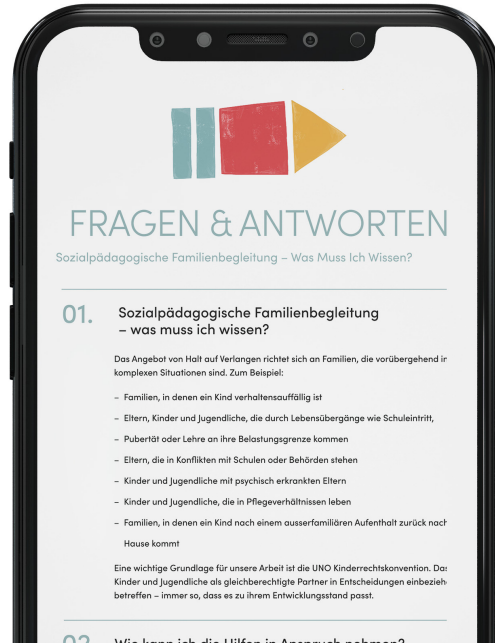 FRAGEN & ANTWORTEN
Sozialpädagogische Familienbegleitung – Was Muss Ich Wissen?
01. Sozialpädagogische Familienbegleitung
– was muss ich wissen?
Das Angebot von Halt auf Verlangen richtet sich an Familien, die vorübergehend in
komplexen Situationen sind. Zum Beispiel:
– Familien, in denen ein Kind verhaltensauffällig ist
– Eltern, Kinder und Jugendliche, die durch Lebensübergänge wie Schuleintritt,
– Pubertät oder Lehre an ihre Belastungsgrenze kommen
– Eltern, die in Konflikten mit Schulen oder Behörden stehen
– Kinder und Jugendliche mit psychisch erkrankten Eltern
– Kinder und Jugendliche, die in Pflegeverhältnissen leben
– Familien, in denen ein Kind nach einem ausserfamiliären Aufenthalt zurück nach
Hause kommt
Eine wichtige Grundlage für unsere Arbeit ist die UNO Kinderrechtskonvention. Das
Kinder und Jugendliche als gleichberechtigte Partner in Entscheidungen einbezieh
betreffen – immer so, dass es zu ihrem Entwicklungsstand passt.
02. Wie kann ich die Hilfen in Anspruch nehmen?